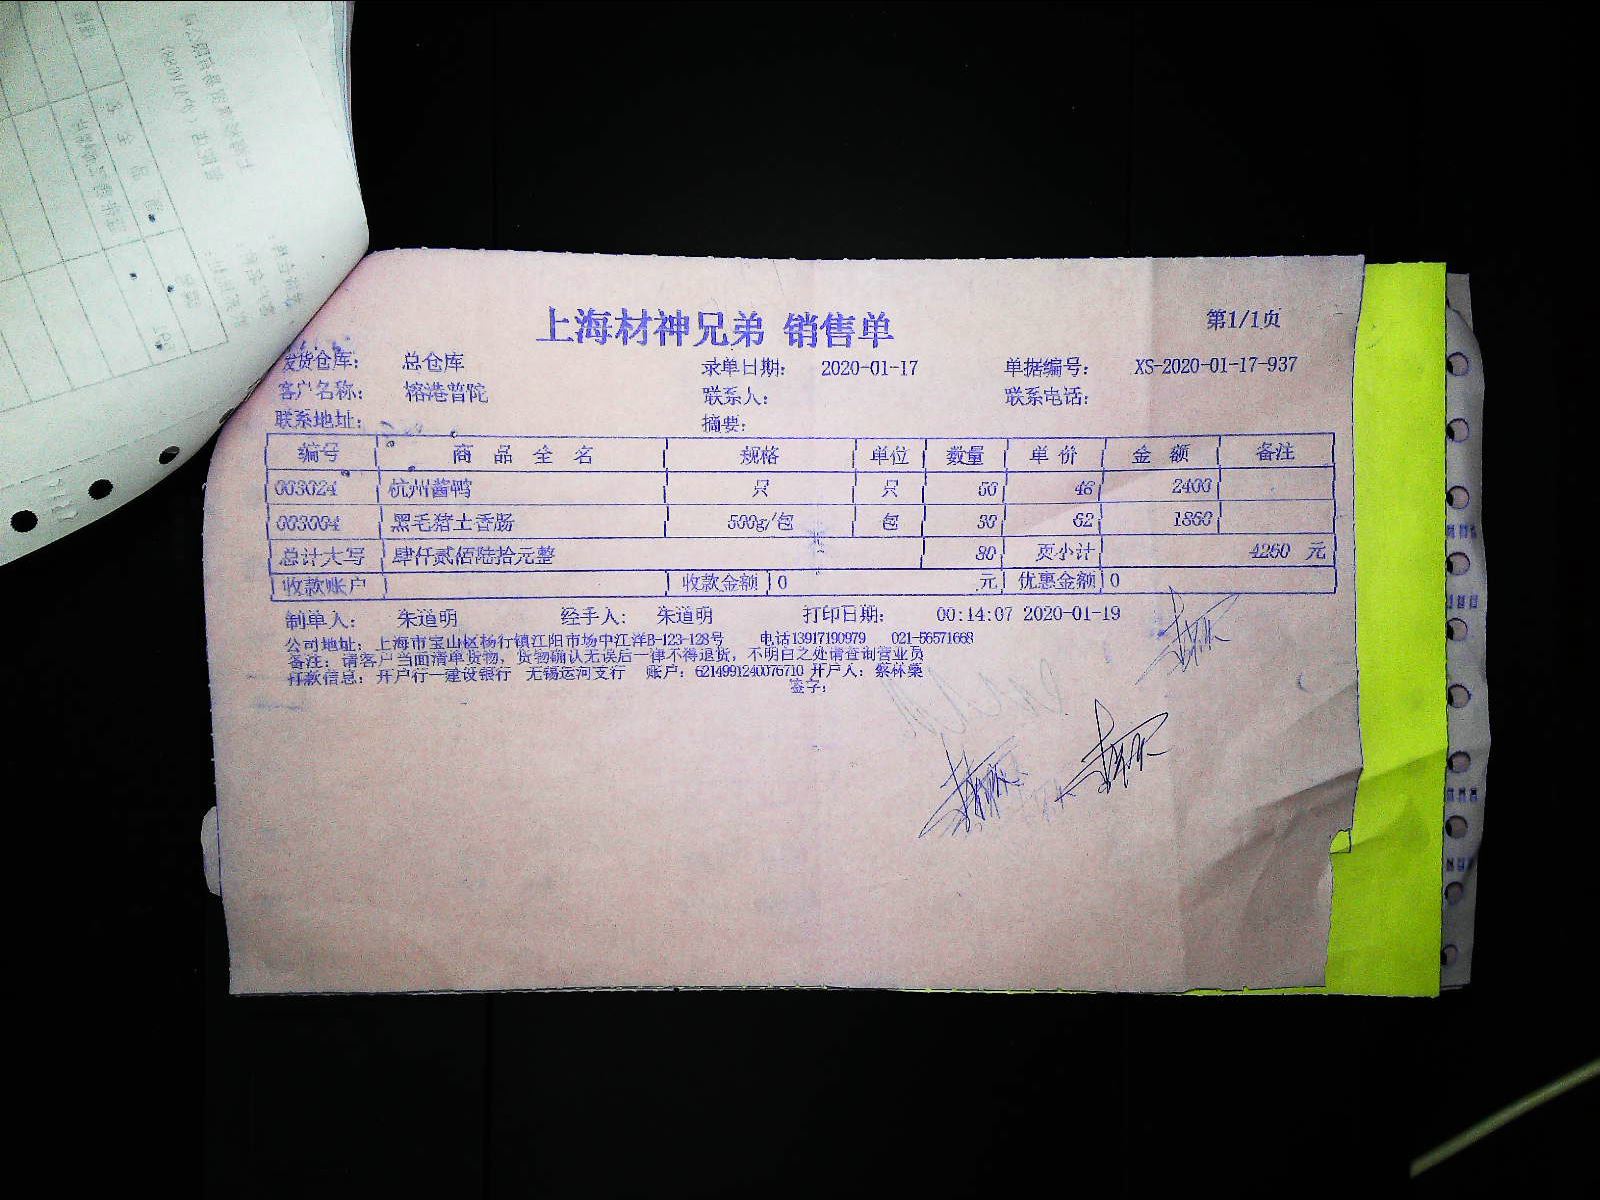 上海材神兄弟 销售单
第1/1页
发货仓库: 总仓库 录单日期: 2020-01-17 单据编号: XS-2020-01-17-937
客户名称: 榕港普陀 联系人: 联系电话:
联系地址: 摘要:
编号 商品全名 规格 单位 数量 单价 金额 备注
003024 杭州酱鸭 只 只 50 48 2400
003004 黑毛猪土香肠 500g/包 包 30 62 1860
总计大写 肆仟贰佰陆拾元整 80 页小计 4260 元
收款账户 收款金额 0 元 优惠金额 0
制单人: 朱道明 经手人: 朱道明 打印日期: 00:14:07 2020-01-19
公司地址: 上海市宝山区杨行镇江阳市场中江洋B-123-128号 电话13917190979 021-56571668
备注: 请客户当面清单货物, 货物确认无误后一律不得退货, 不明白之处请查询营业员
打款信息: 开户行一建设银行 无锡运河支行 账户: 6214991240076710 开户人: 蔡林燊
签字: